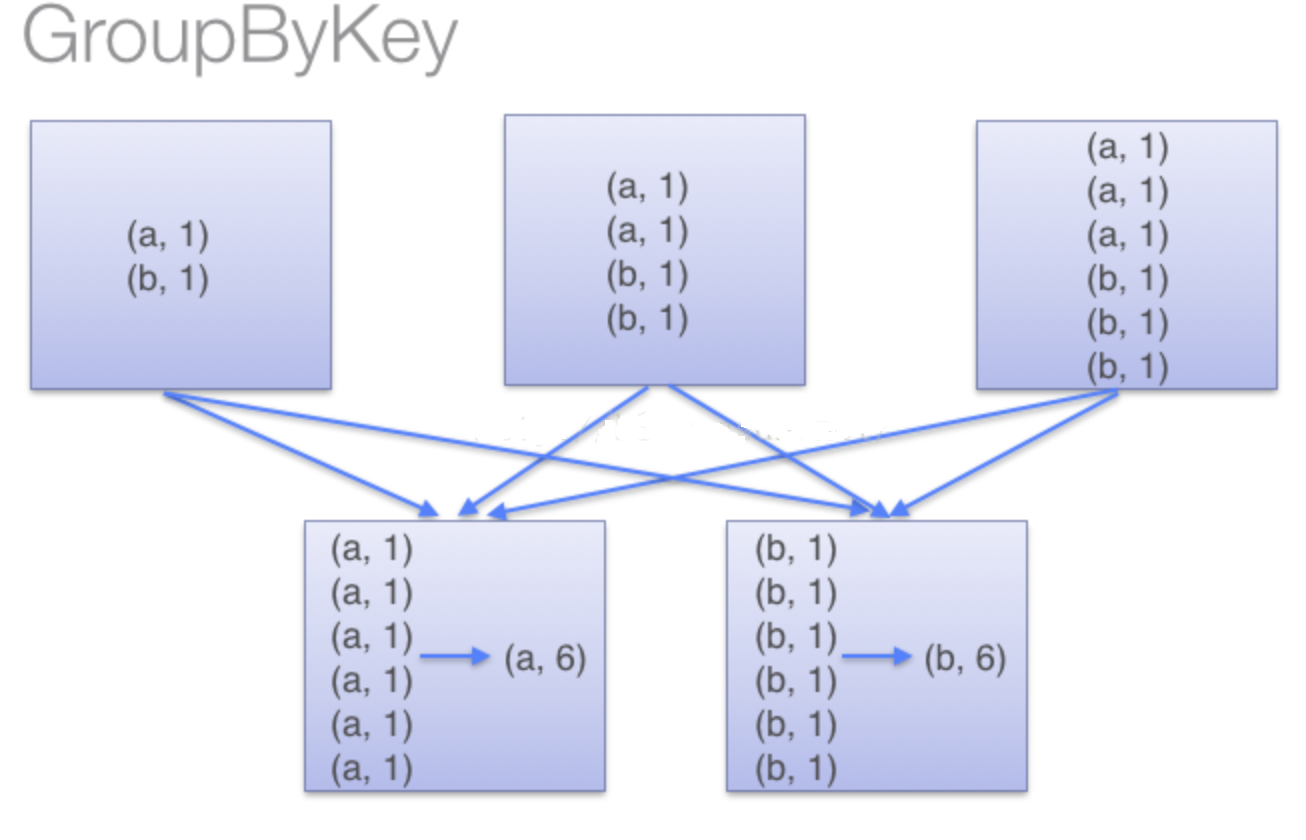 GroupByKey
(a, 1)
(b, 1)
(a, 1)
(a, 1)
(b, 1)
(b, 1)
(a, 1)
(a, 1)
(a, 1)
(b, 1)
(b, 1)
(b, 1)
(a, 1)
(a, 1)
(a, 1)
(a, 1)
(a, 1)
(a, 1)
(a, 6)
(b, 1)
(b, 1)
(b, 1)
(b, 1)
(b, 1)
(b, 1)
(b, 6)